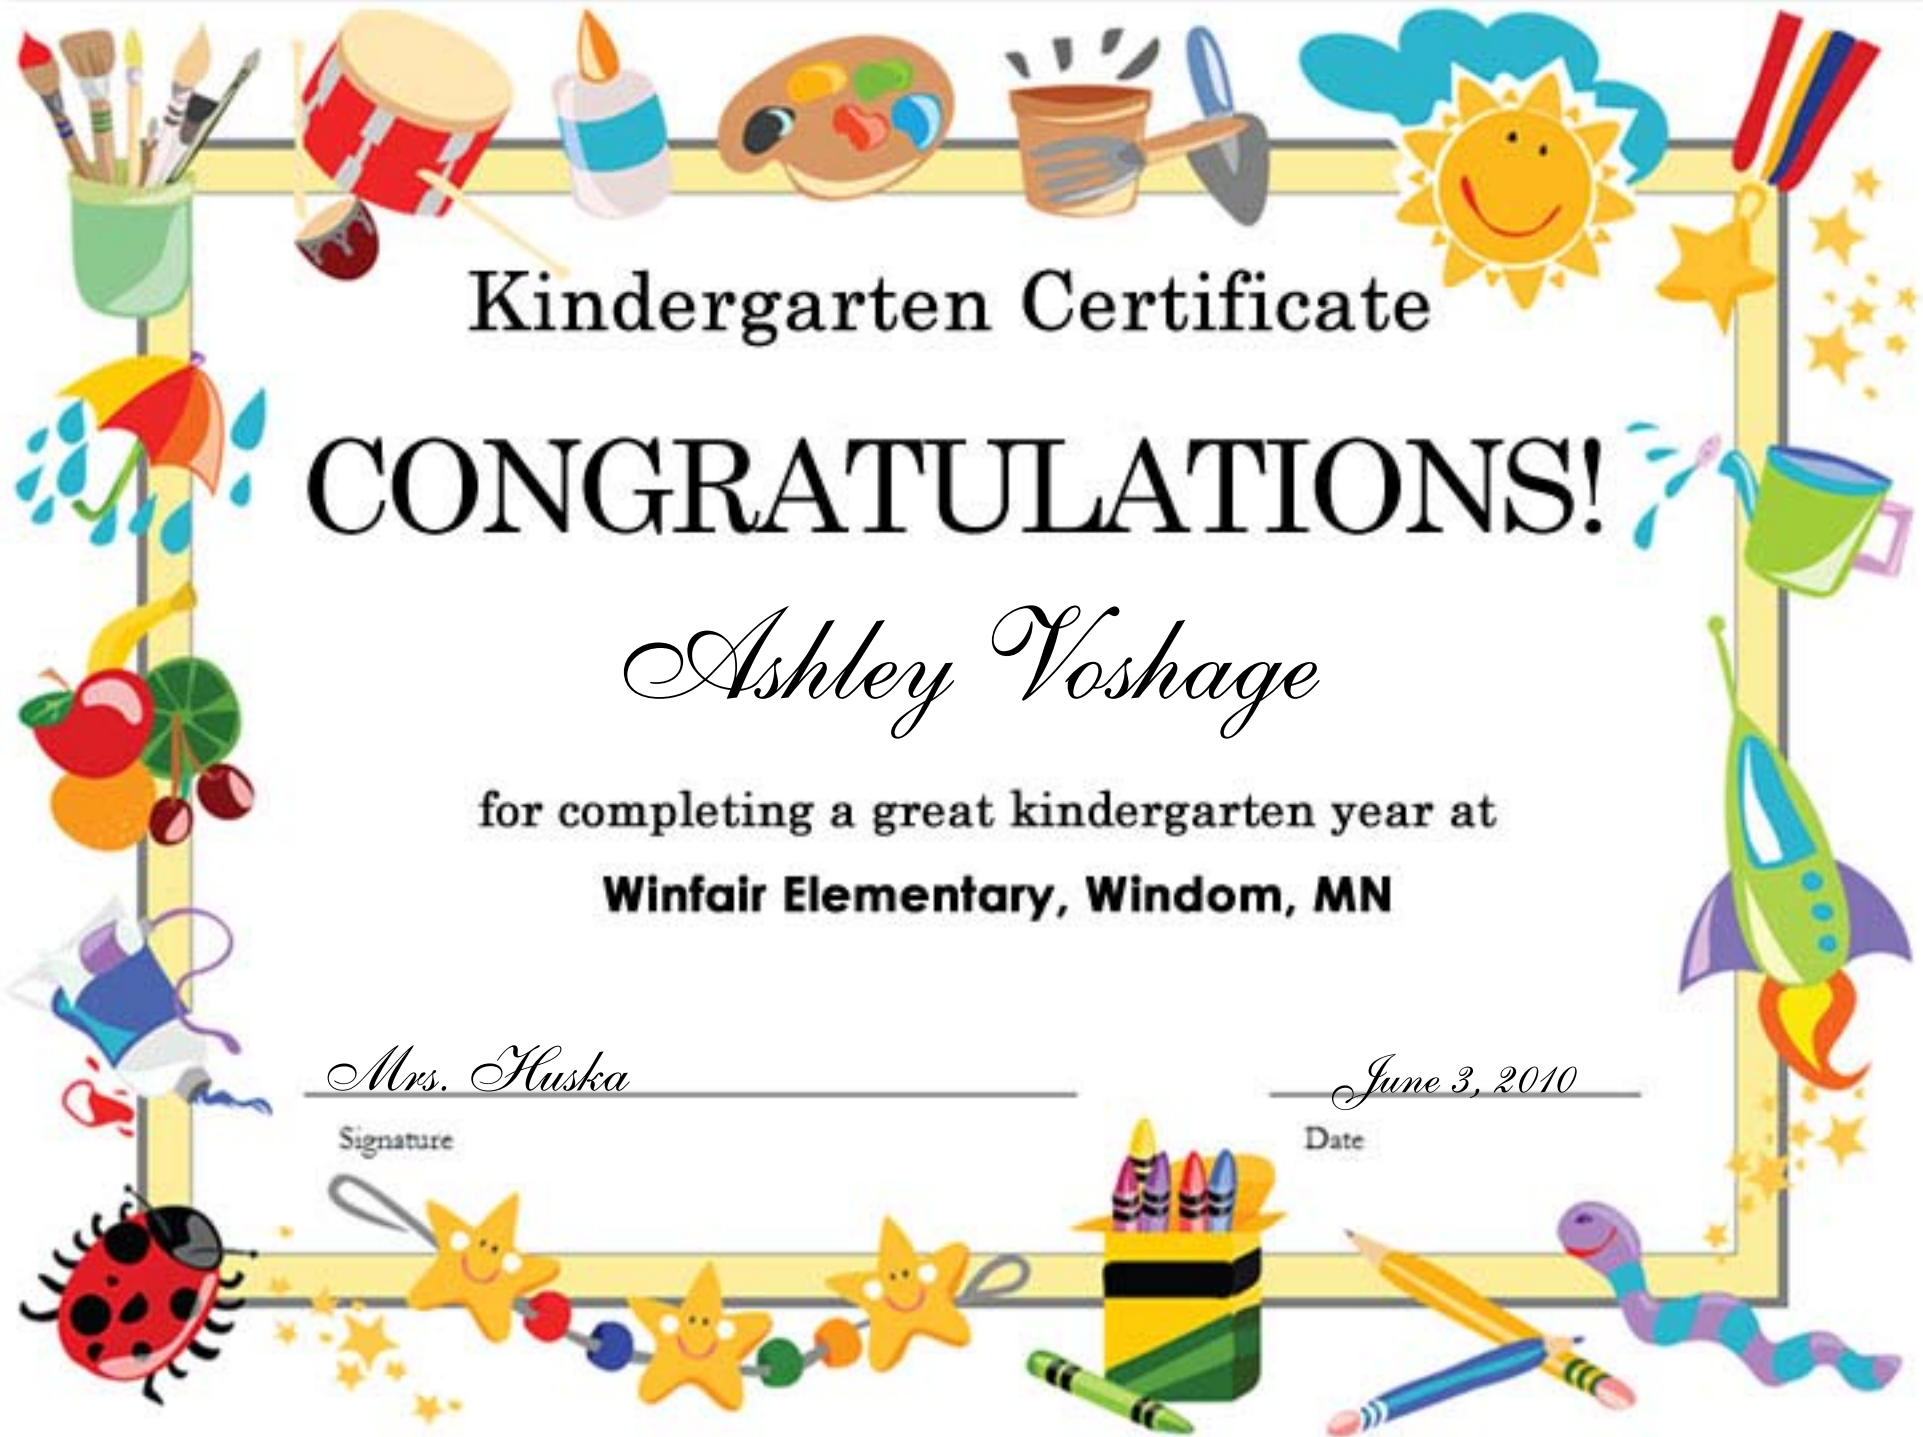 Kindergarten Certificate
CONGRATULATIONS!
Ashley Voshage
for completing a great kindergarten year at
Winfair Elementary, Windom, MN
Mrs. Huska
June 3, 2010
Signature
Date